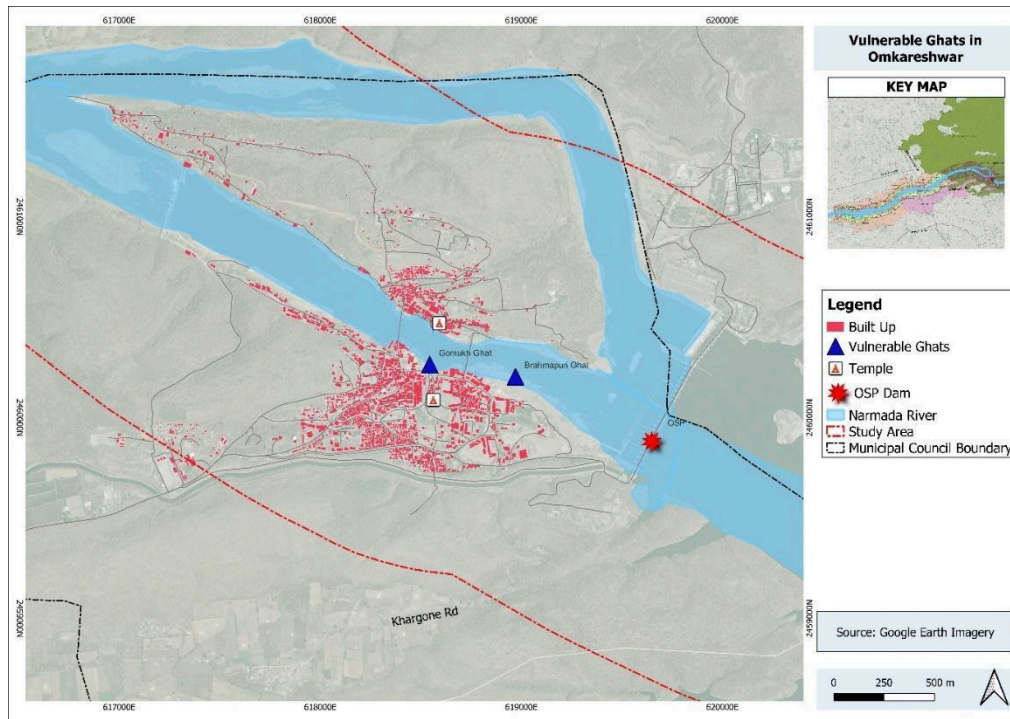 617000E
618000E
619000E
620000E
Vulnerable Ghats in
Omkareshwar
KEY MAP
2461000N
2461000N
Gomukh Ghat
Brahmapuri Ghat
OSP
2460000N
2460000N
Legend
Built Up
Vulnerable Ghats
Temple
OSP Dam
Narmada River
Study Area
Municipal Council Boundary
Khargone Rd
2459000N
2459000N
Source: Google Earth Imagery
0 250 500 m
617000E
618000E
619000E
620000E